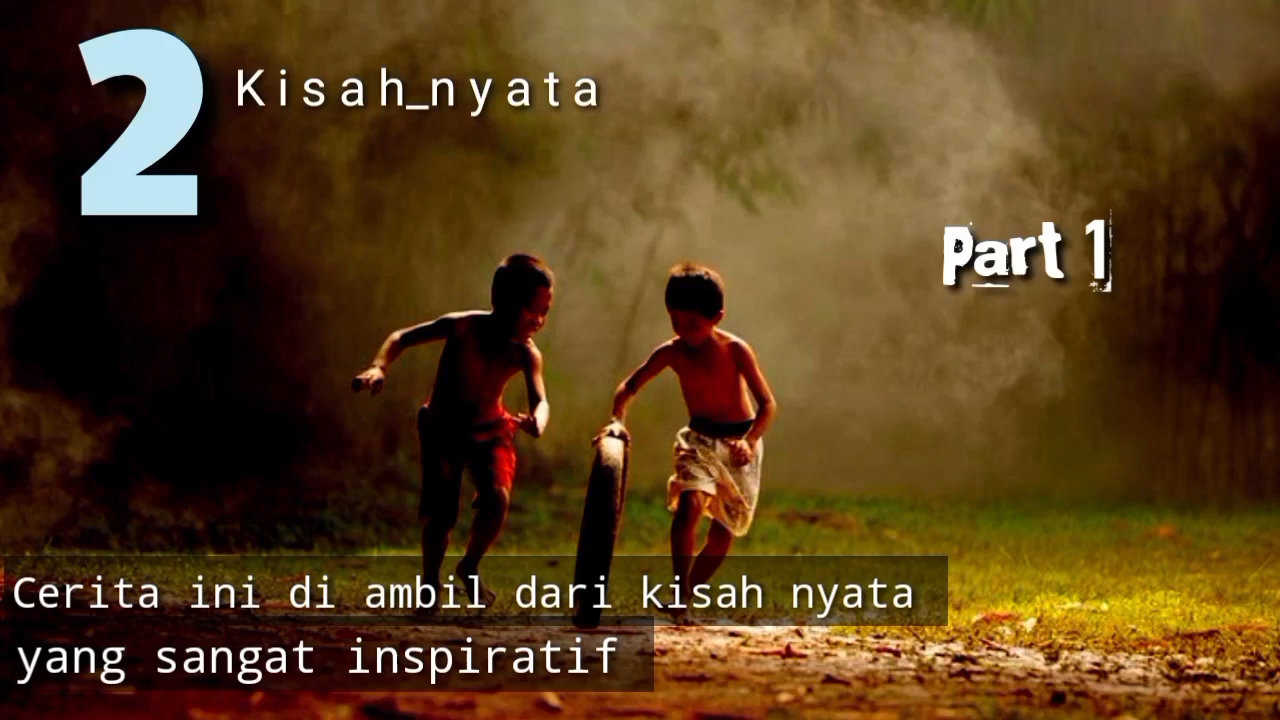 2 Kisah_nyata
Part 1
Cerita ini di ambil dari kisah nyata
yang sangat inspiratif